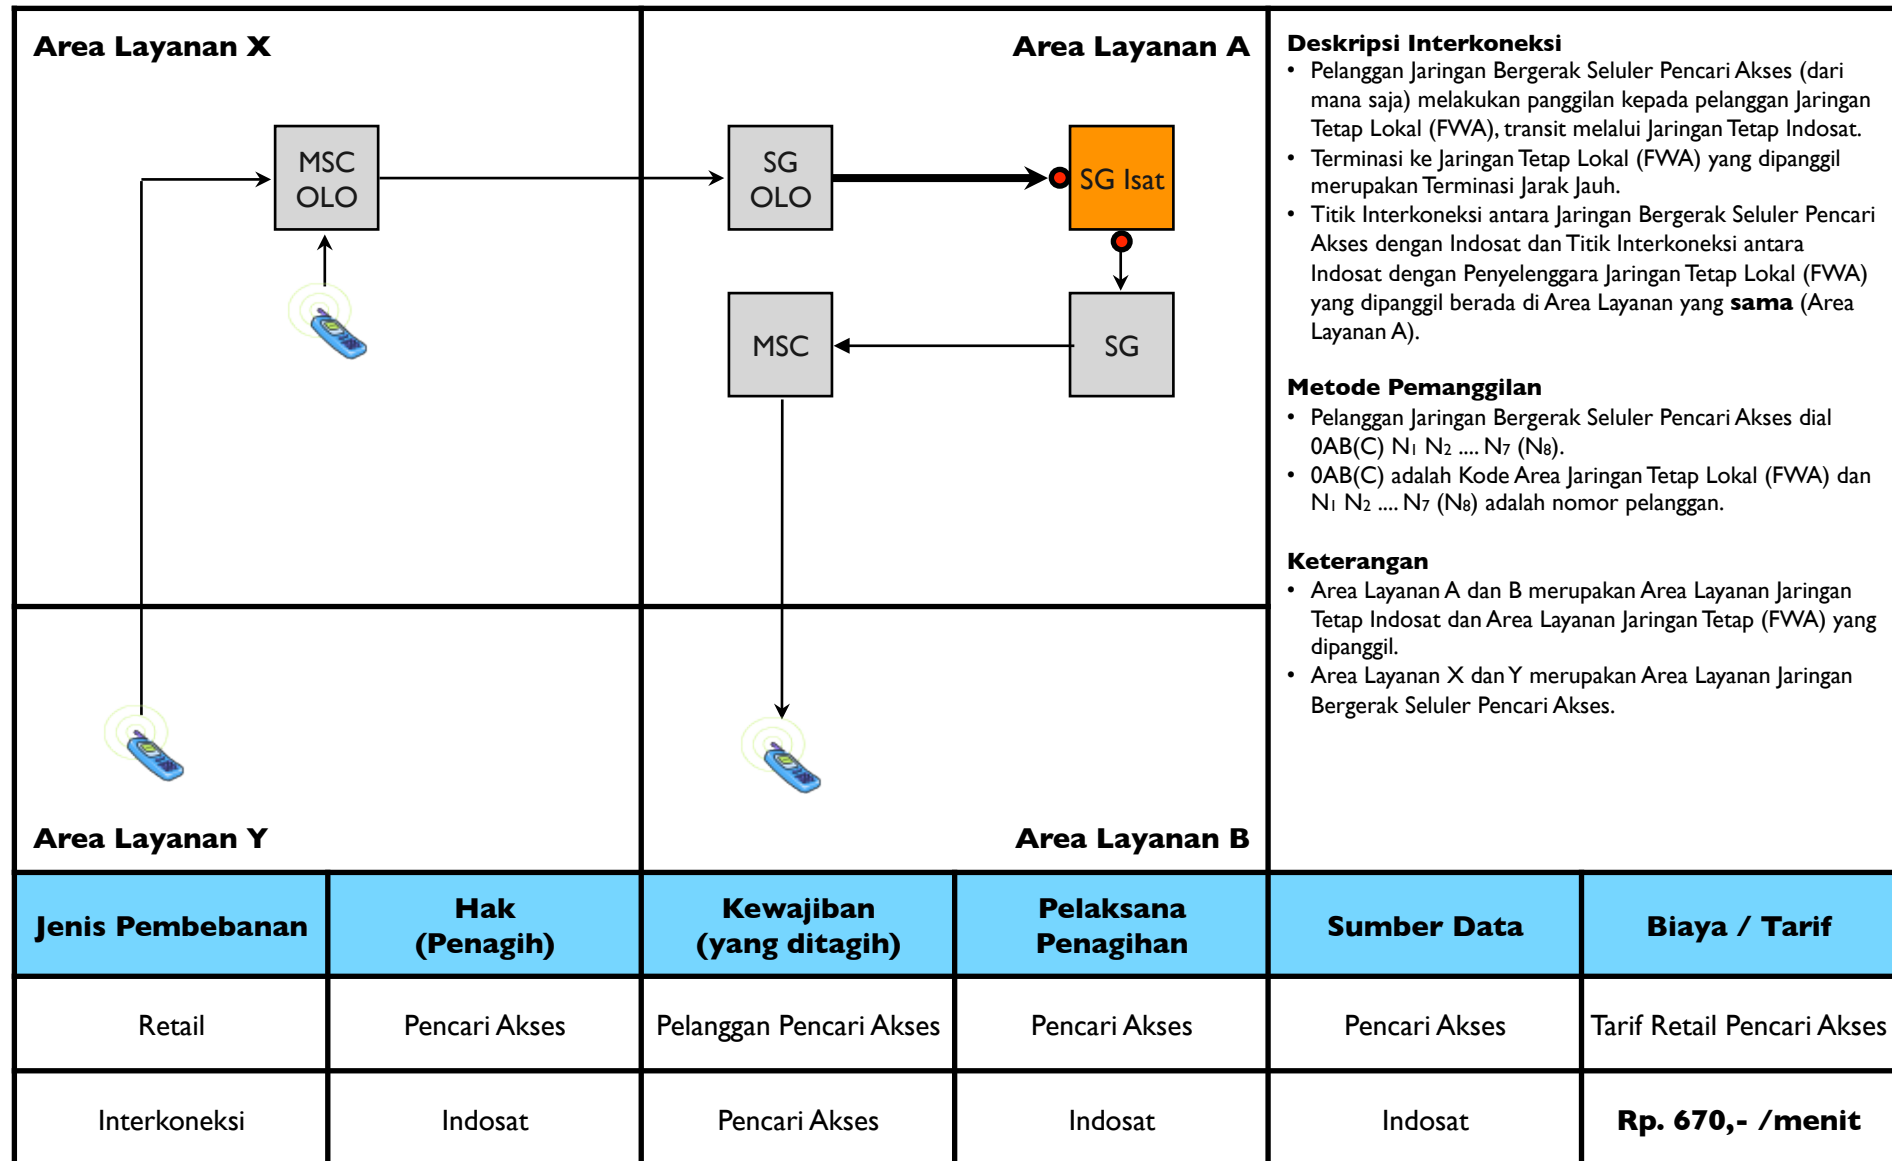 Area Layanan X
Area Layanan A
MSC
OLO
SG
OLO
SG Isat
MSC
SG
Area Layanan Y
Area Layanan B
Deskripsi Interkoneksi
• Pelanggan Jaringan Bergerak Seluler Pencari Akses (dari
mana saja) melakukan panggilan kepada pelanggan Jaringan
Tetap Lokal (FWA), transit melalui Jaringan Tetap Indosat.
• Terminasi ke Jaringan Tetap Lokal (FWA) yang dipanggil
merupakan Terminasi Jarak Jauh.
• Titik Interkoneksi antara Jaringan Bergerak Seluler Pencari
Akses dengan Indosat dan Titik Interkoneksi antara
Indosat dengan Penyelenggara Jaringan Tetap Lokal (FWA)
yang dipanggil berada di Area Layanan yang sama (Area
Layanan A).
Metode Pemanggilan
• Pelanggan Jaringan Bergerak Seluler Pencari Akses dial
0AB(C) N₁ N₂ .... N₇ (N₈).
• 0AB(C) adalah Kode Area Jaringan Tetap Lokal (FWA) dan
N₁ N₂ .... N₇ (N₈) adalah nomor pelanggan.
Keterangan
• Area Layanan A dan B merupakan Area Layanan Jaringan
Tetap Indosat dan Area Layanan Jaringan Tetap (FWA) yang
dipanggil.
• Area Layanan X dan Y merupakan Area Layanan Jaringan
Bergerak Seluler Pencari Akses.
Jenis Pembebanan
Hak
(Penagih)
Kewajiban
(yang ditagih)
Pelaksana
Penagihan
Sumber Data
Biaya / Tarif
Retail
Pencari Akses
Pelanggan Pencari Akses
Pencari Akses
Pencari Akses
Tarif Retail Pencari Akses
Interkoneksi
Indosat
Pencari Akses
Indosat
Indosat
Rp. 670,- /menit